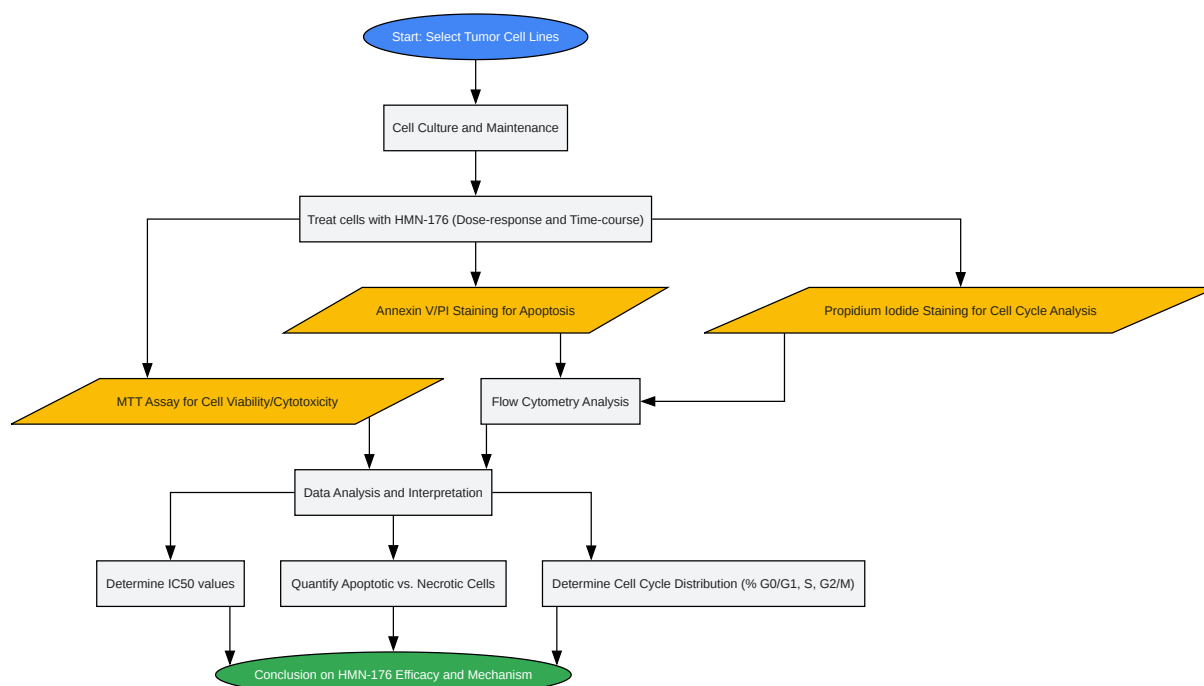 Start: Select Tumor Cell Lines
Cell Culture and Maintenance
Treat cells with HMN-176 (Dose-response and Time-course)
Annexin V/PI Staining for Apoptosis
Propidium Iodide Staining for Cell Cycle Analysis
MTT Assay for Cell Viability/Cytotoxicity
Flow Cytometry Analysis
Data Analysis and Interpretation
Determine IC50 values
Quantify Apoptotic vs. Necrotic Cells
Determine Cell Cycle Distribution (% G0/G1, S, G2/M)
Conclusion on HMN-176 Efficacy and Mechanism